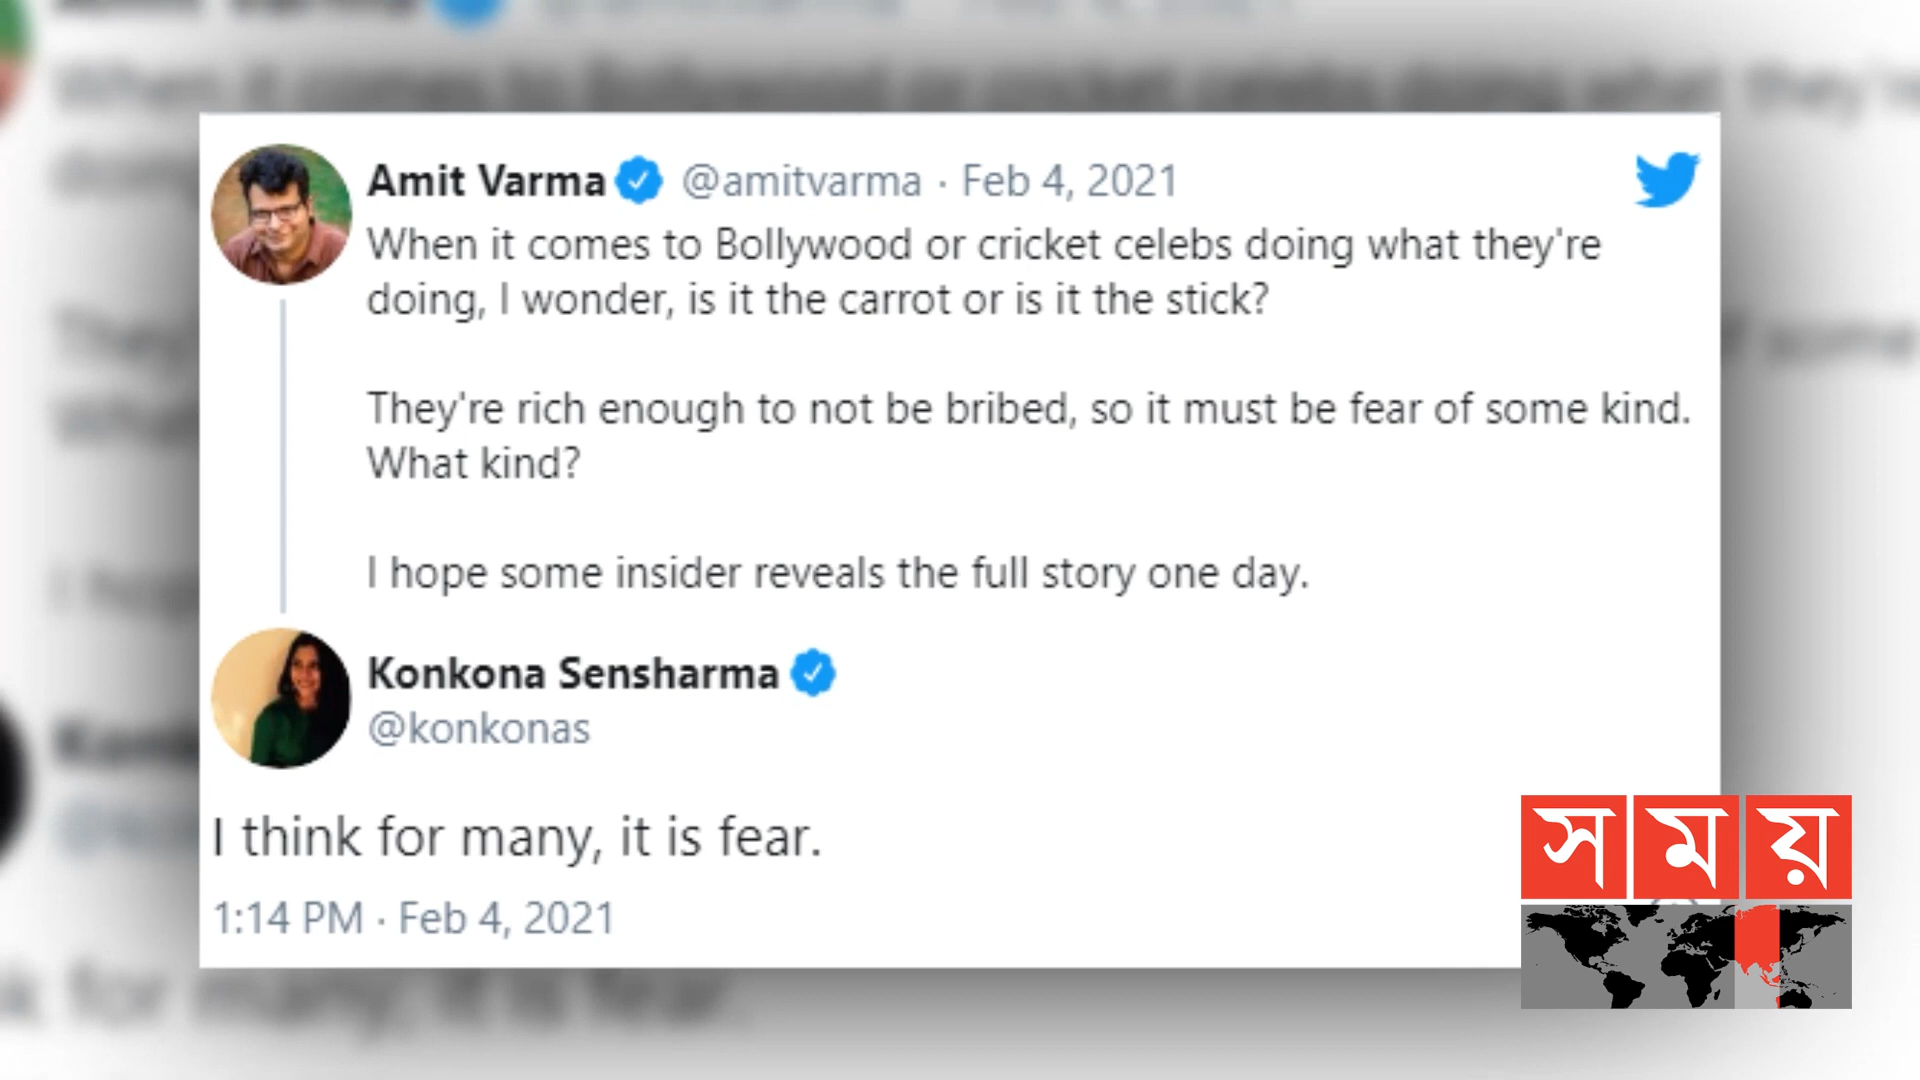 Amit Varma @amitvarma · Feb 4, 2021
When it comes to Bollywood or cricket celebs doing what they're
doing, I wonder, is it the carrot or is it the stick?
They're rich enough to not be bribed, so it must be fear of some kind.
What kind?
I hope some insider reveals the full story one day.
Konkona Sensharma
@konkonas
I think for many, it is fear.
1:14 PM · Feb 4, 2021
সময়